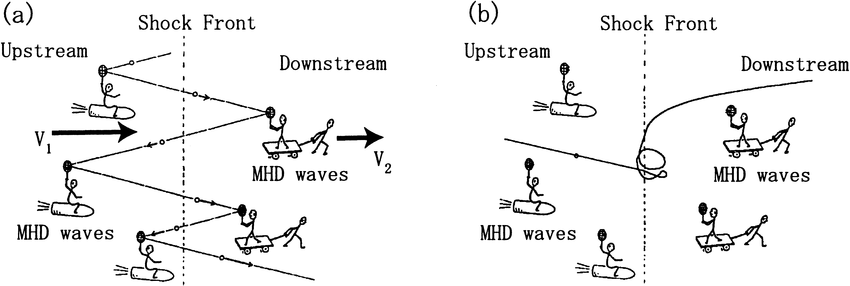 (a)
Shock Front
Upstream
Downstream
V1
V2
MHD waves
MHD waves
(b)
Shock Front
Upstream
Downstream
MHD waves
MHD waves